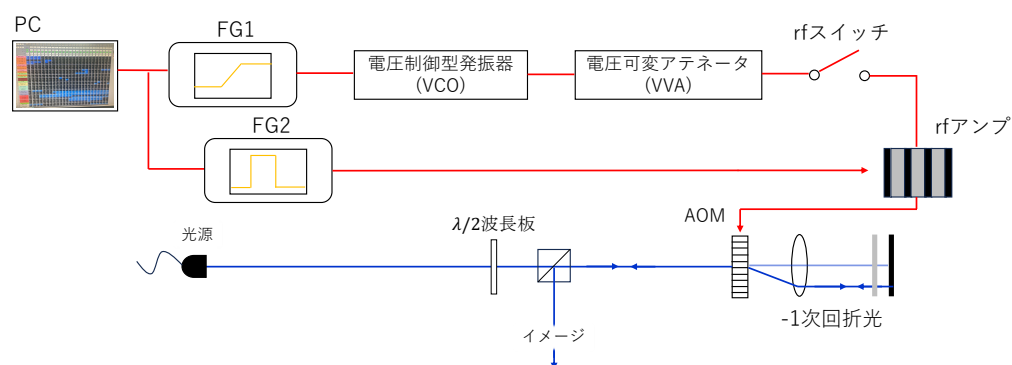 PC
FG1
電圧制御型発振器
(VCO)
電圧可変アテネータ
(VVA)
rfスイッチ
FG2
rfアンプ
AOM
λ/2波長板
光源
-1次回折光
イメージ